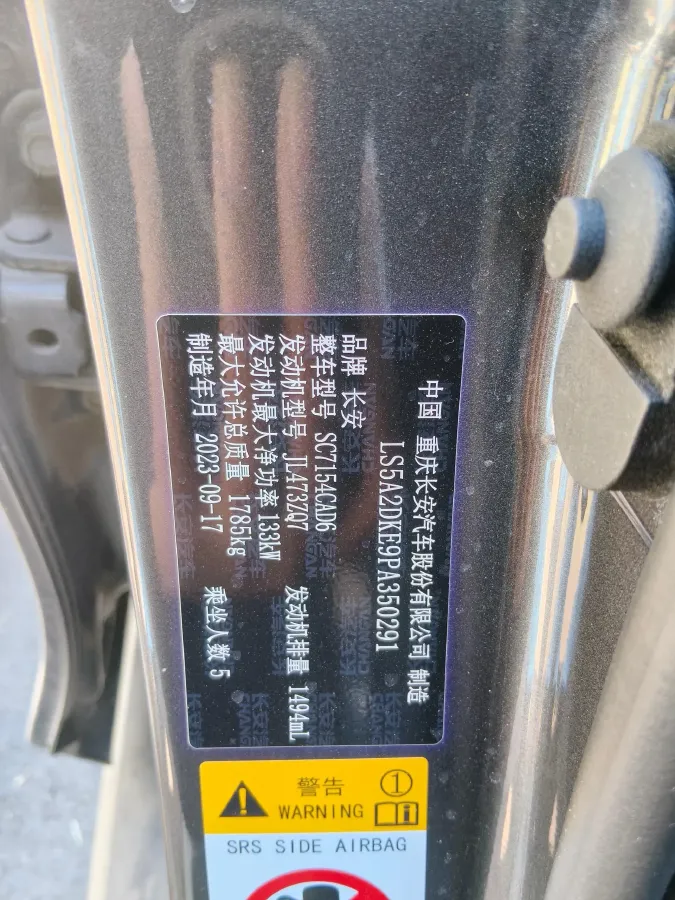 中国 重庆长安汽车股份有限公司 制造
LS5A2DKE9PA350291
品牌 长安
整车型号 SC7154CAD6
发动机型号 JL473ZQ7 发动机排量 1494mL
发动机最大净功率 133kW
最大允许总质量 1785kg
制造年月 2023-09-17 乘坐人数 5
警告 1
WARNING i
SRS SIDE AIRBAG